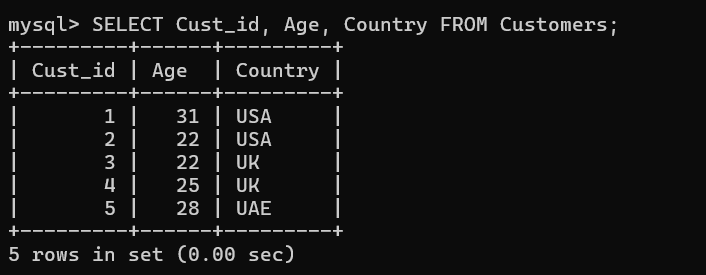 mysql> SELECT Cust_id, Age, Country FROM Customers;
+---------+------+---------+
| Cust_id | Age  | Country |
+---------+------+---------+
|       1 |   31 | USA     |
|       2 |   22 | USA     |
|       3 |   22 | UK      |
|       4 |   25 | UK      |
|       5 |   28 | UAE     |
+---------+------+---------+
5 rows in set (0.00 sec)